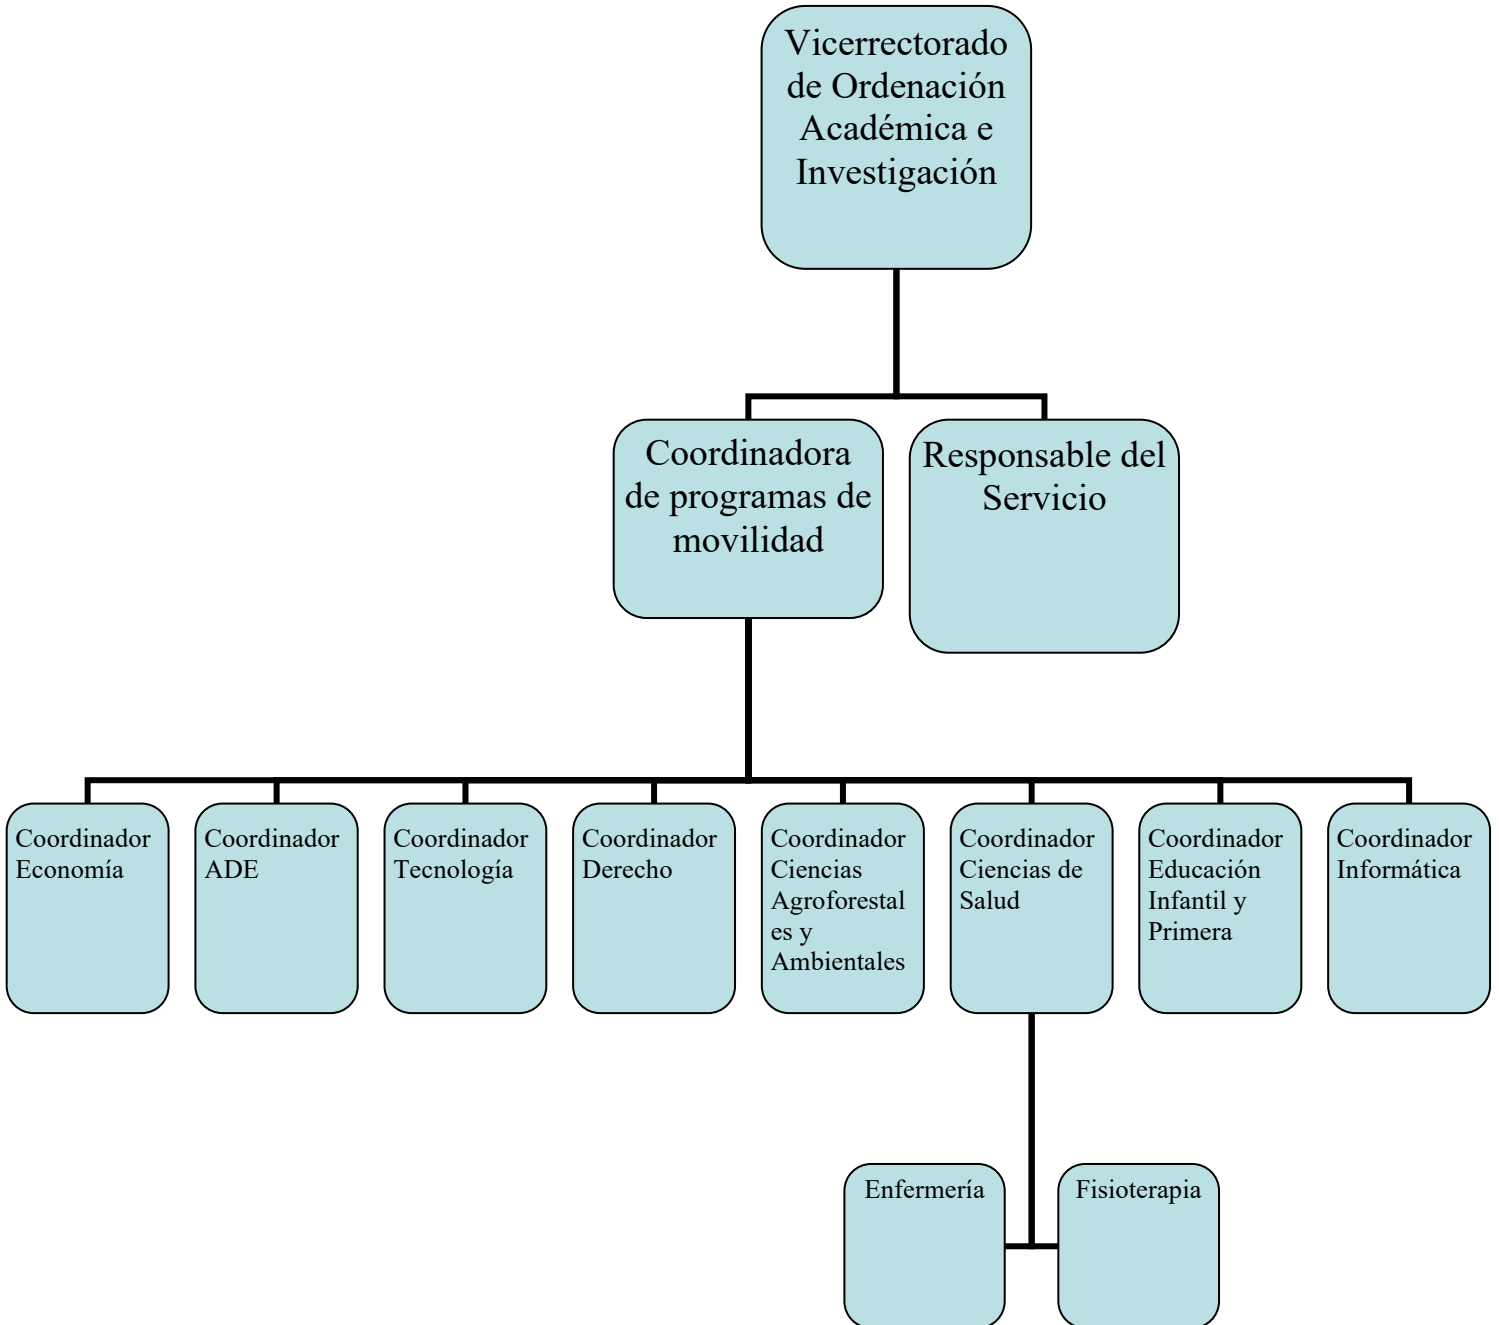 Vicerrectorado
de Ordenación
Académica e
Investigación
Coordinadora
de programas de
movilidad
Responsable del
Servicio
Coordinador
Economía
Coordinador
ADE
Coordinador
Tecnología
Coordinador
Derecho
Coordinador
Ciencias
Agroforestal
es y
Ambientales
Coordinador
Ciencias de
Salud
Coordinador
Educación
Infantil y
Primera
Coordinador
Informática
Enfermería
Fisioterapia